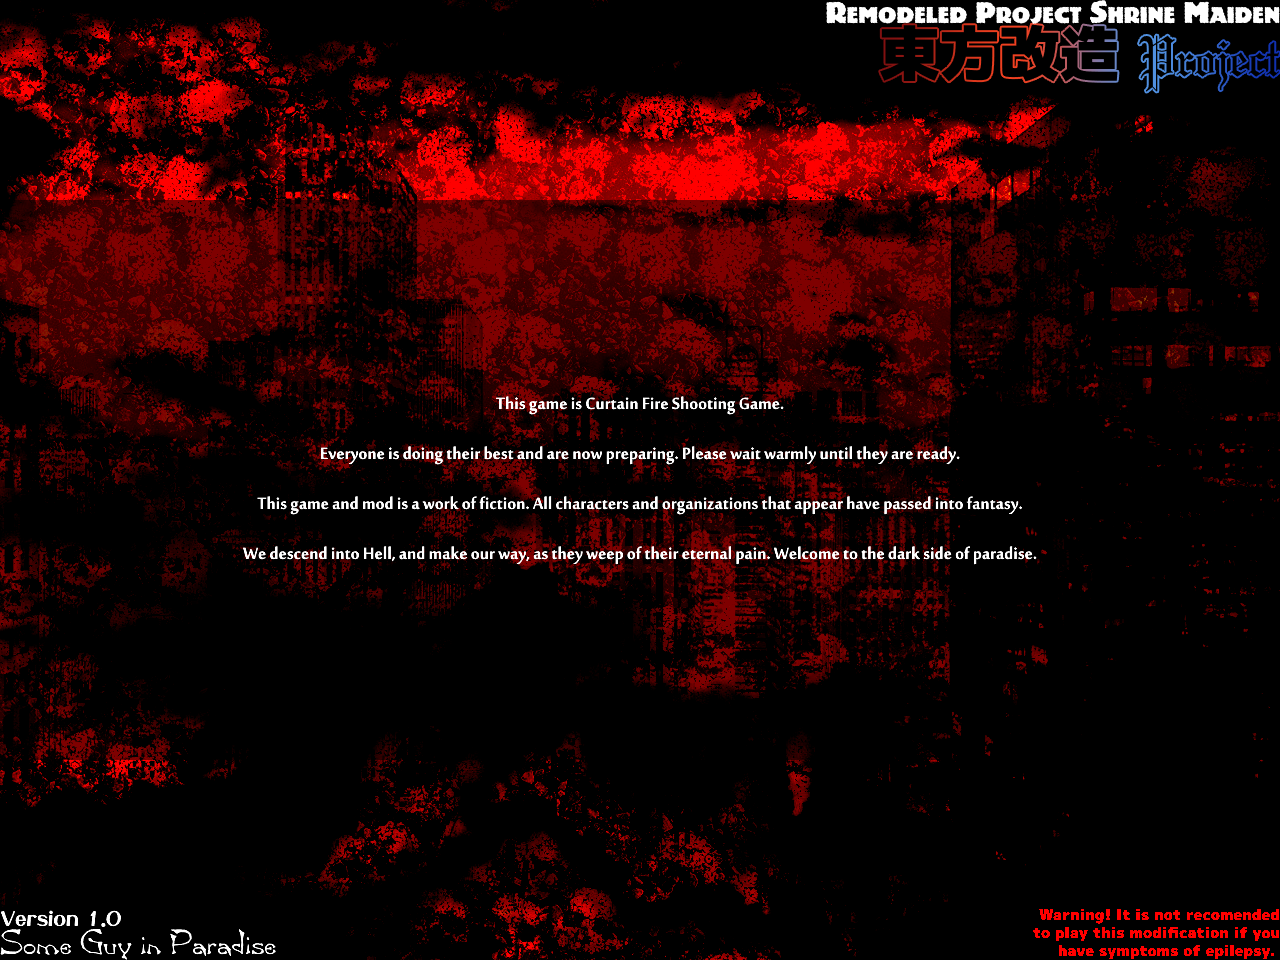 Remodeled Project Shrine Maiden
東方改造 Project
This game is Curtain Fire Shooting Game.
Everyone is doing their best and are now preparing. Please wait warmly until they are ready.
This game and mod is a work of fiction. All characters and organizations that appear have passed into fantasy.
We descend into Hell, and make our way, as they weep of their eternal pain. Welcome to the dark side of paradise.
Version 1.0
Some Guy in Paradise
Warning! It is not recomended
to play this modification if you
have symptoms of epilepsy.